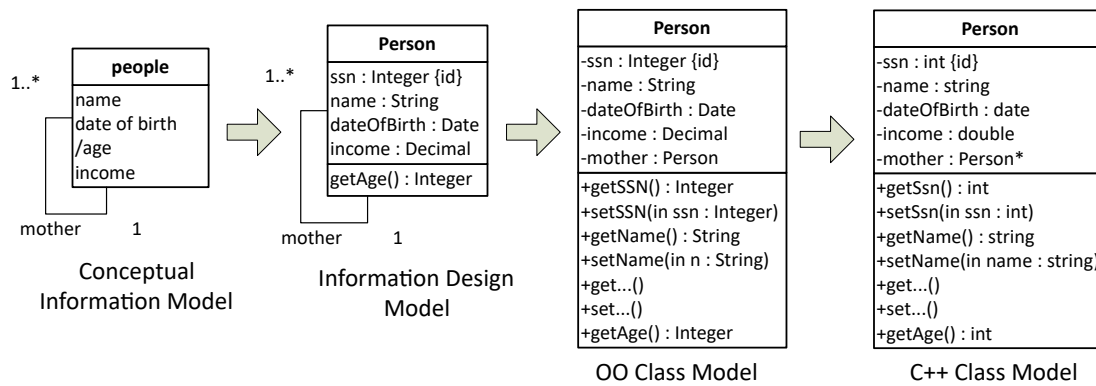 people
name
date of birth
/age
income
1..*
mother
1
Conceptual
Information Model
Person
ssn : Integer {id}
name : String
dateOfBirth : Date
income : Decimal
getAge() : Integer
1..*
mother
1
Information Design
Model
Person
-ssn : Integer {id}
-name : String
-dateOfBirth : Date
-income : Decimal
-mother : Person
+getSSN() : Integer
+setSSN(in ssn : Integer)
+getName() : String
+setName(in n : String)
+get...()
+set...()
+getAge() : Integer
OO Class Model
Person
-ssn : int {id}
-name : string
-dateOfBirth : date
-income : double
-mother : Person*
+getSsn() : int
+setSsn(in ssn : int)
+getName() : string
+setName(in name : string)
+get...()
+set...()
+getAge() : int
C++ Class Model